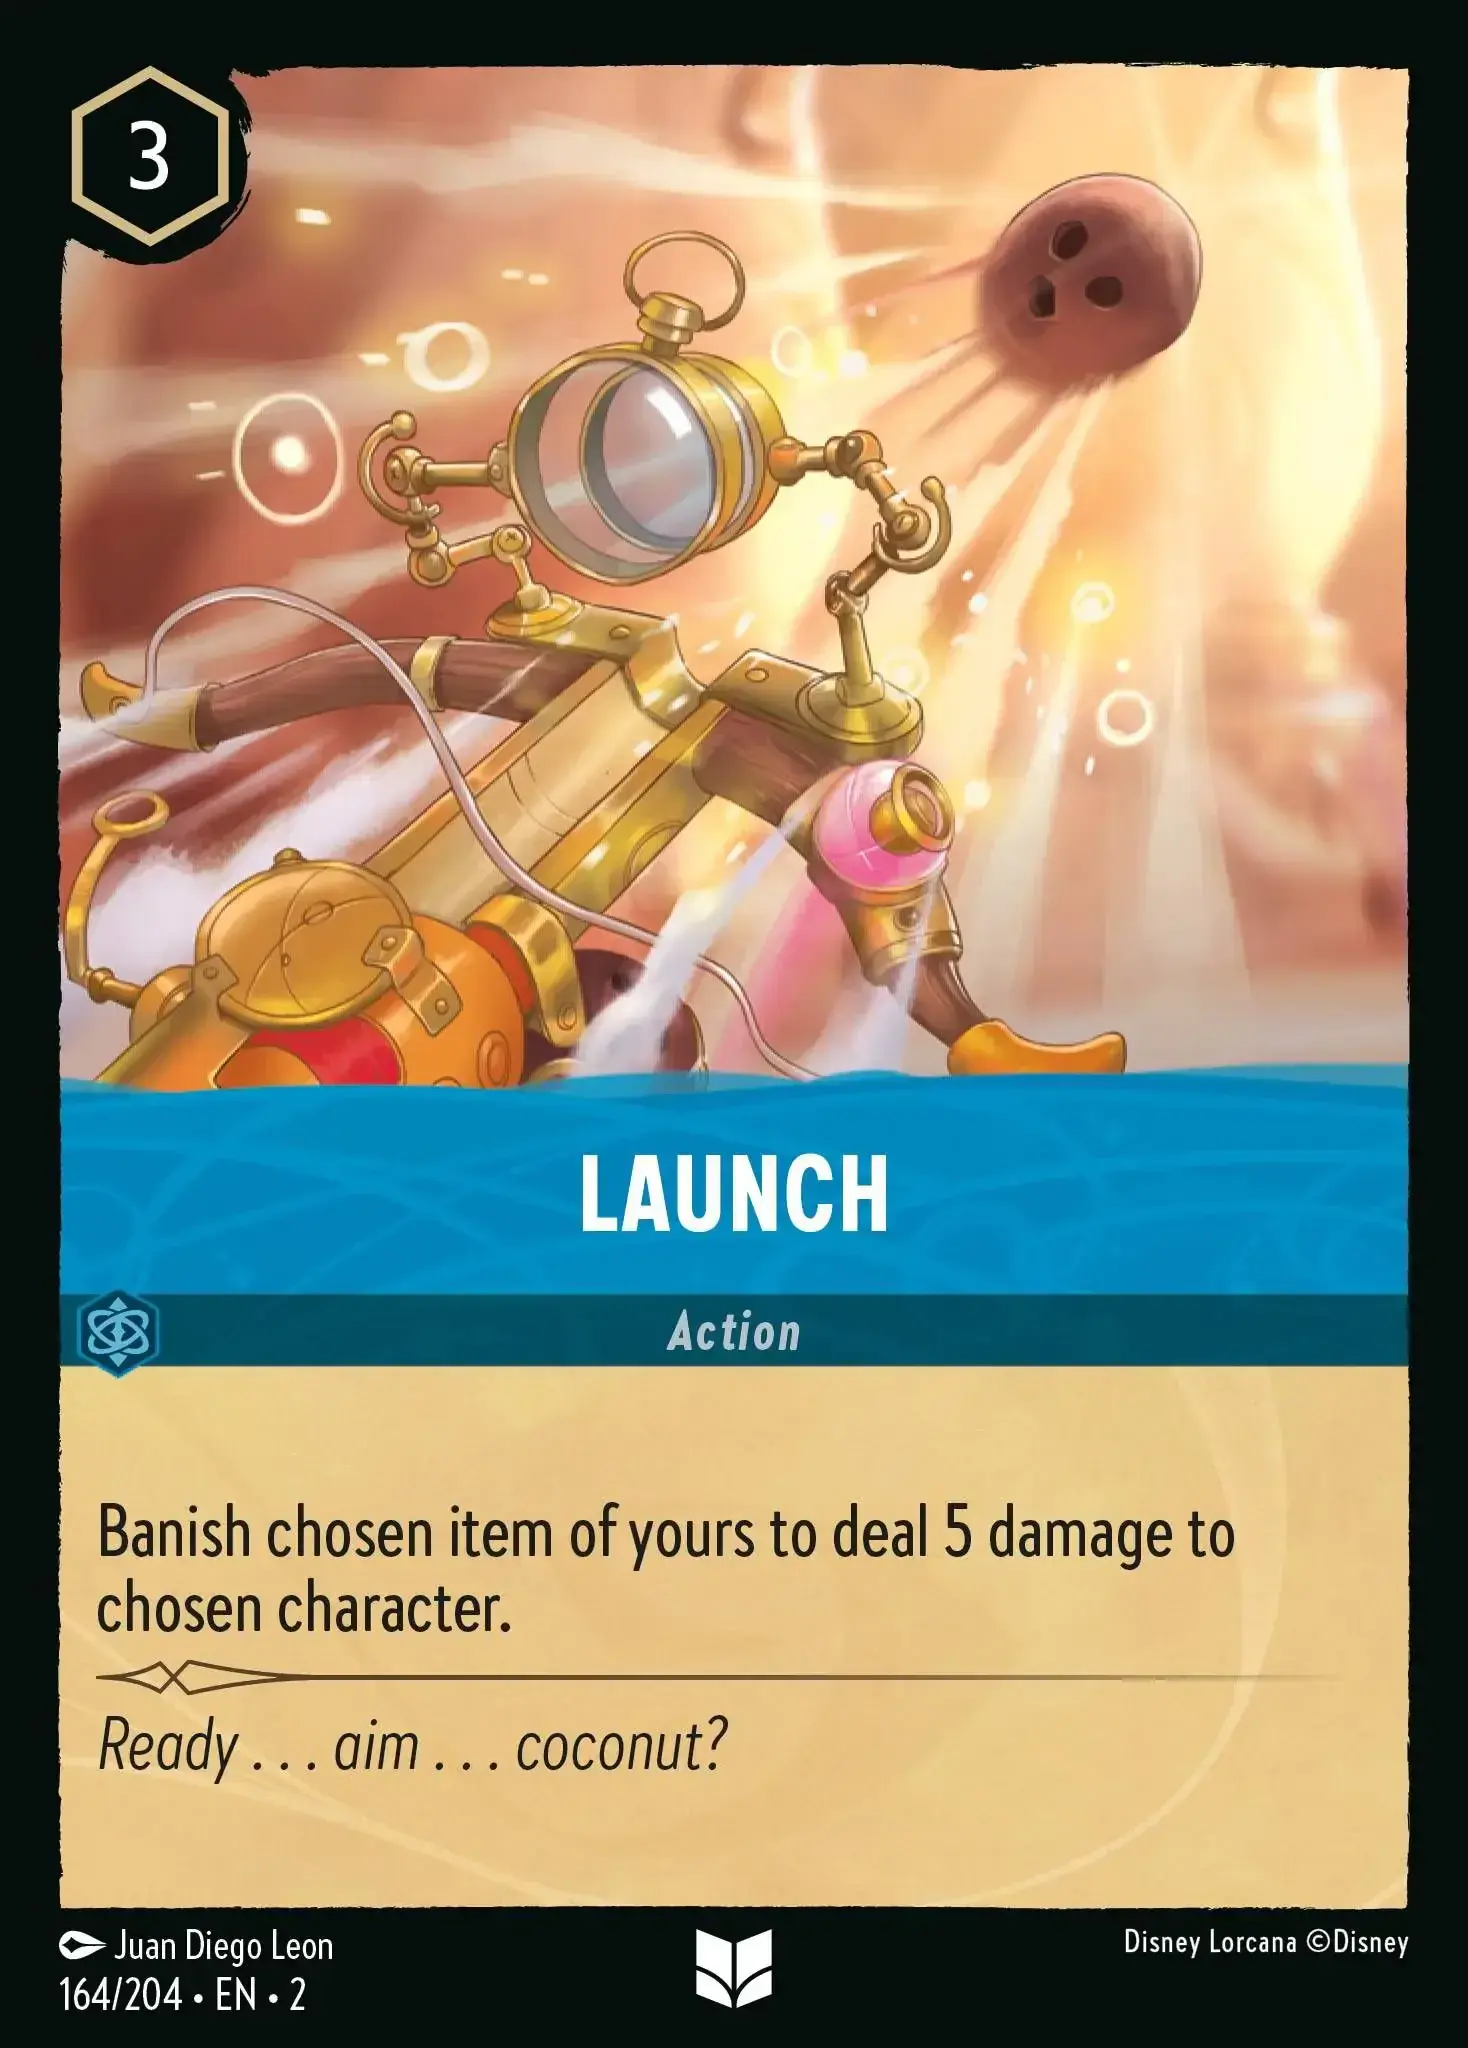 3
LAUNCH
Action
Banish chosen item of yours to deal 5 damage to
chosen character.
Ready . . . aim . . . coconut?
Juan Diego Leon
Disney Lorcana ©Disney
164/204 • EN • 2